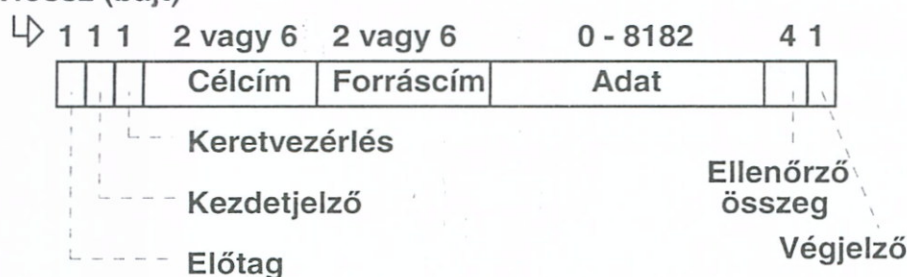 1 1 1 2 vagy 6 2 vagy 6 0 - 8182 4 1
Célcím Forráscím Adat
Keretvezérlés
Ellenőrző
Kezdetjelző összeg
Végjelző
Előtag